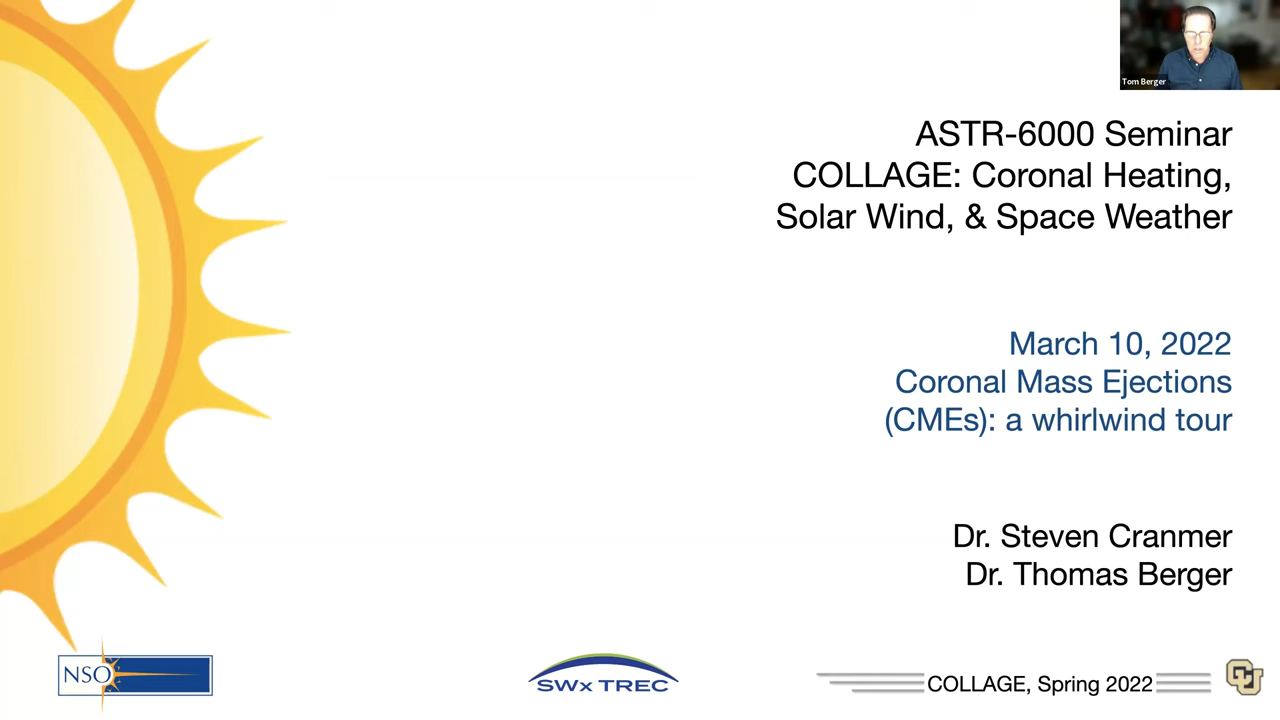 Tom Berger
ASTR-6000 Seminar
COLLAGE: Coronal Heating,
Solar Wind, & Space Weather
March 10, 2022
Coronal Mass Ejections
(CMEs): a whirlwind tour
Dr. Steven Cranmer
Dr. Thomas Berger
NSO
SWx TREC
COLLAGE, Spring 2022
CU